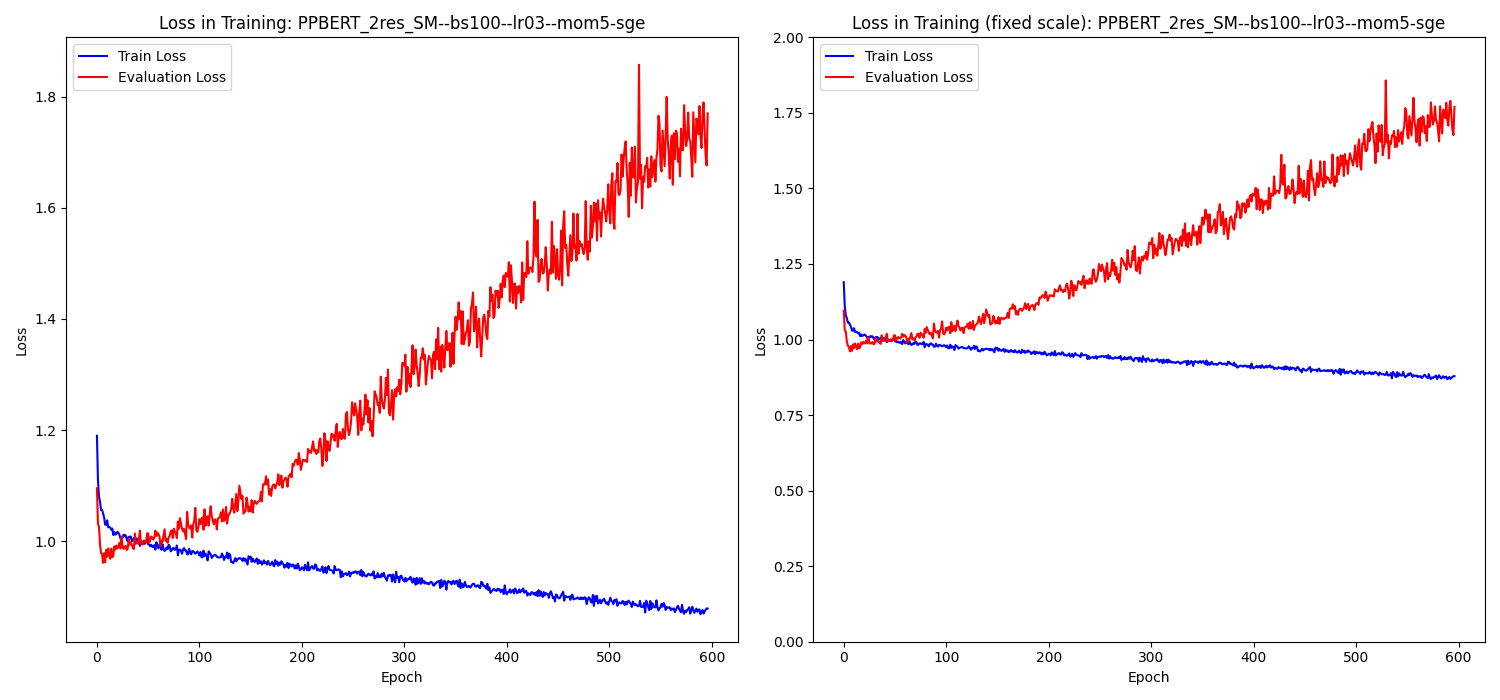 Loss in Training: PPBERT_2res_SM--bs100--lr03--mom5-sge
Train Loss
Evaluation Loss
1.8
1.6
1.4
1.2
1.0
Loss
0
100
200
300
400
500
600
Epoch
Loss in Training (fixed scale): PPBERT_2res_SM--bs100--lr03--mom5-sge
Train Loss
Evaluation Loss
2.00
1.75
1.50
1.25
1.00
0.75
0.50
0.25
0.00
Loss
0
100
200
300
400
500
600
Epoch